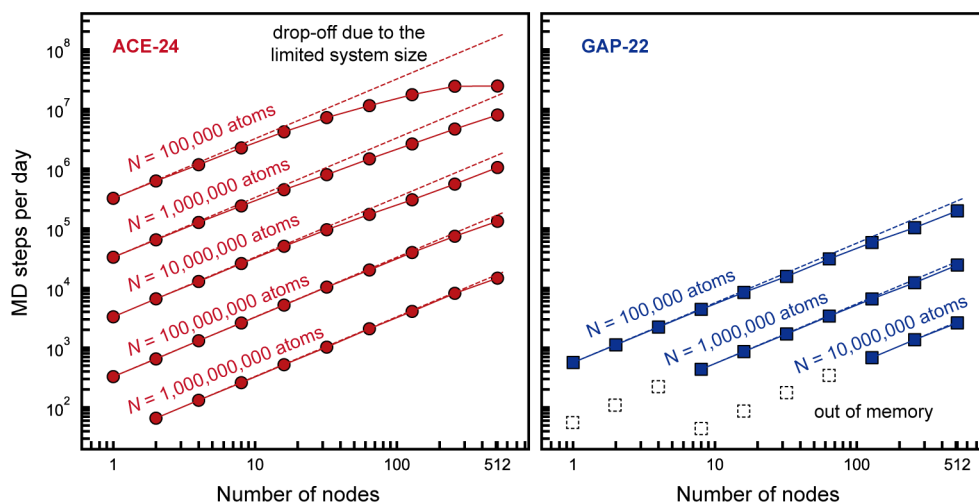 ACE-24
drop-off due to the
limited system size
GAP-22
MD steps per day
10⁸
10⁷
10⁶
10⁵
10⁴
10³
10²
N = 100,000 atoms
N = 1,000,000 atoms
N = 10,000,000 atoms
N = 100,000,000 atoms
N = 1,000,000,000 atoms
1
10
100
512
Number of nodes
N = 100,000 atoms
N = 1,000,000 atoms
N = 10,000,000 atoms
out of memory
1
10
100
512
Number of nodes